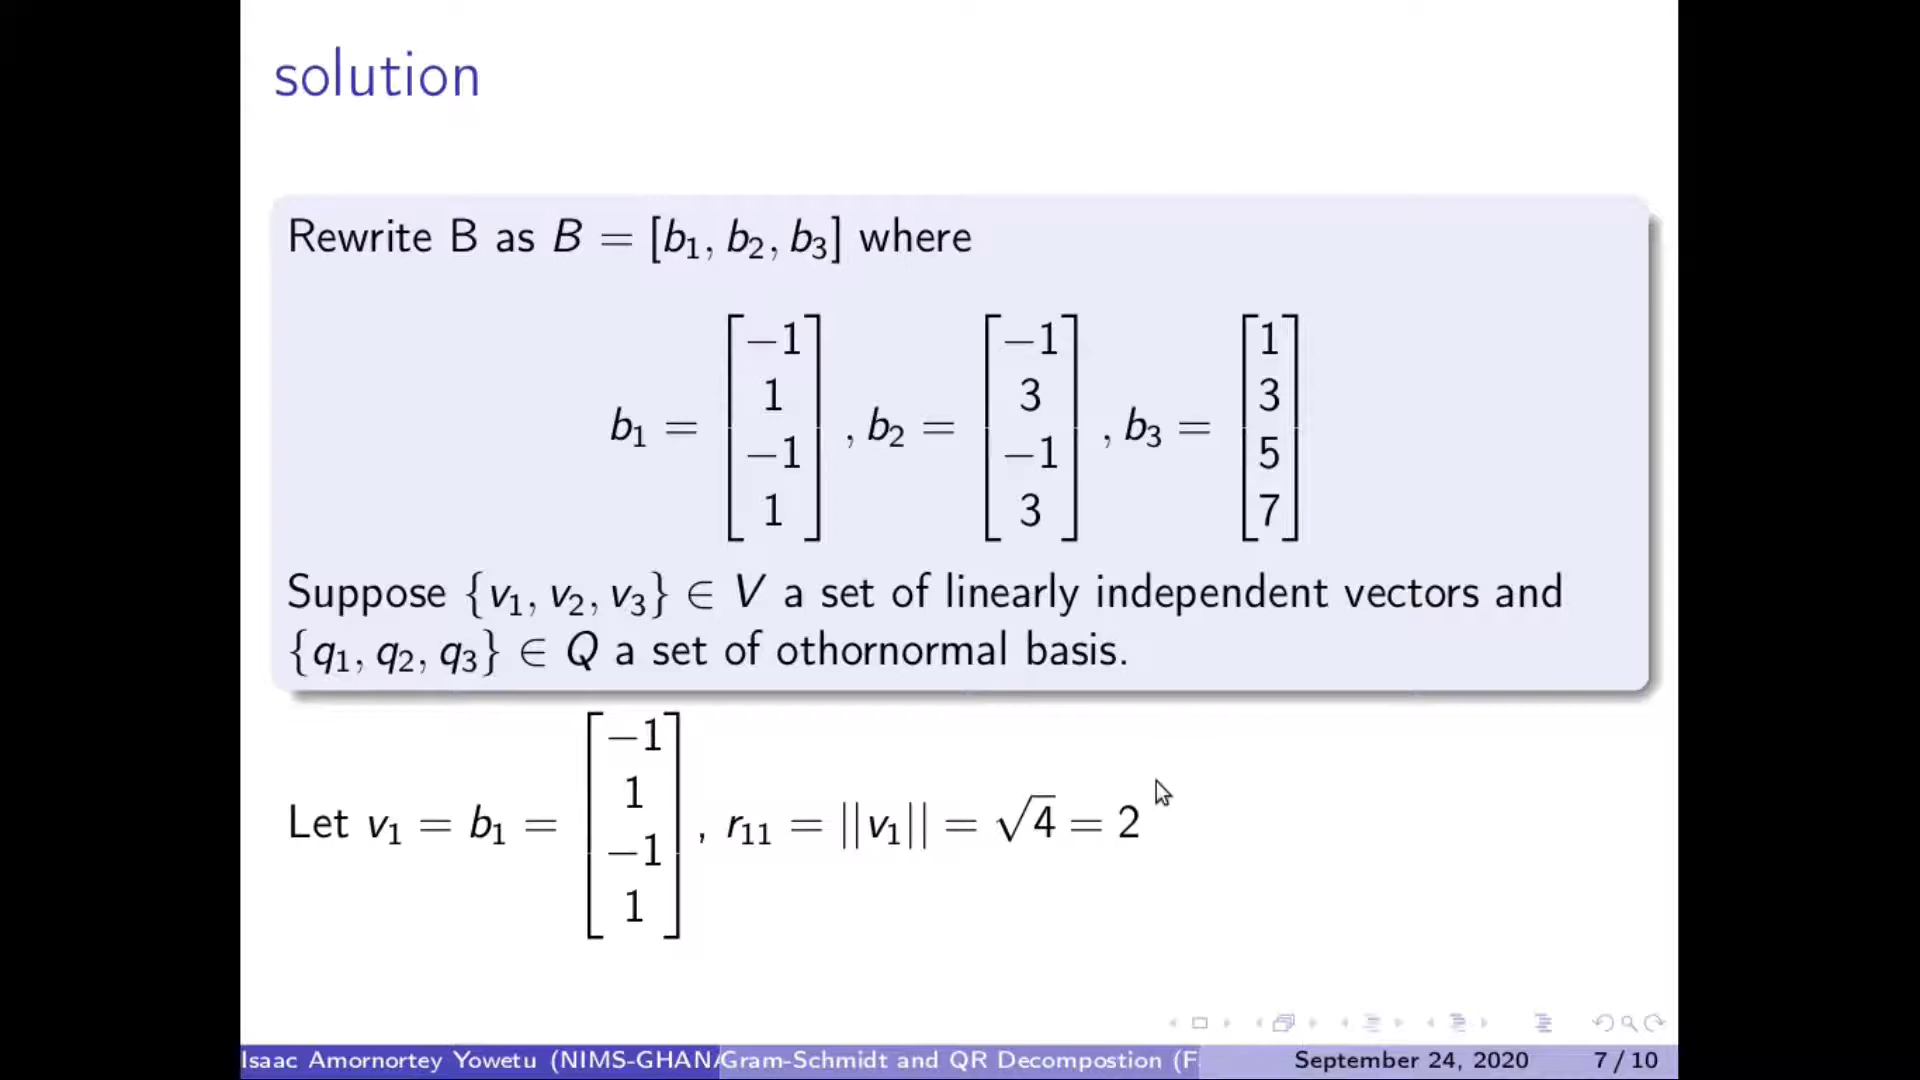 solution
Rewrite B as B = [b₁, b₂, b₃] where
b₁ = [−1 1 −1 1], b₂ = [−1 3 −1 3], b₃ = [1 3 5 7]
Suppose {v₁, v₂, v₃} ∈ V a set of linearly independent vectors and
{q₁, q₂, q₃} ∈ Q a set of othornormal basis.
Let v₁ = b₁ = [−1 1 −1 1], r₁₁ = ||v₁|| = √4 = 2
Isaac Amornortey Yowetu (NIMS-GHANA Gram-Schmidt and QR Decompostion (F September 24, 2020 7 / 10